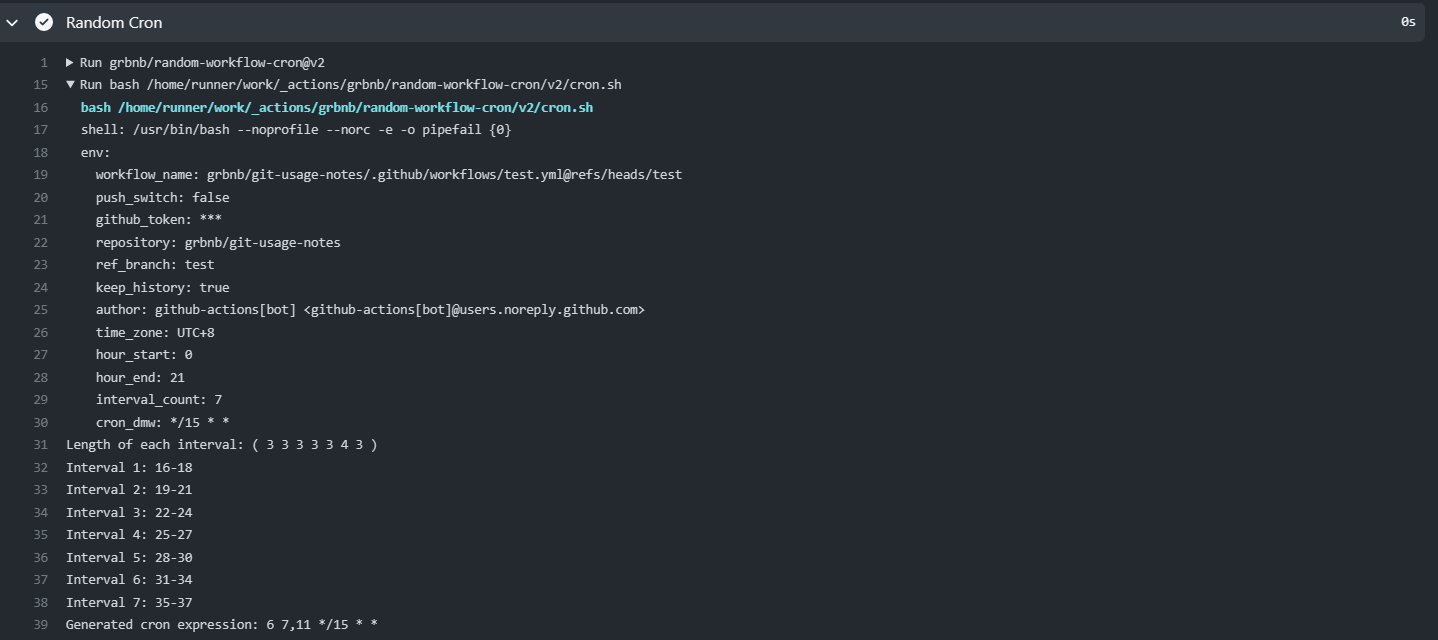 Random Cron 0s
1 Run grbnb/random-workflow-cron@v2
15 Run bash /home/runner/work/_actions/grbnb/random-workflow-cron/v2/cron.sh
16 bash /home/runner/work/_actions/grbnb/random-workflow-cron/v2/cron.sh
17 shell: /usr/bin/bash --noprofile --norc -e -o pipefail {0}
18 env:
19 workflow_name: grbnb/git-usage-notes/.github/workflows/test.yml@refs/heads/test
20 push_switch: false
21 github_token: ***
22 repository: grbnb/git-usage-notes
23 ref_branch: test
24 keep_history: true
25 author: github-actions[bot] <github-actions[bot]@users.noreply.github.com>
26 time_zone: UTC+8
27 hour_start: 0
28 hour_end: 21
29 interval_count: 7
30 cron_dmw: */15 * *
31 Length of each interval: ( 3 3 3 3 3 4 3 )
32 Interval 1: 16-18
33 Interval 2: 19-21
34 Interval 3: 22-24
35 Interval 4: 25-27
36 Interval 5: 28-30
37 Interval 6: 31-34
38 Interval 7: 35-37
39 Generated cron expression: 6 7,11 */15 * *